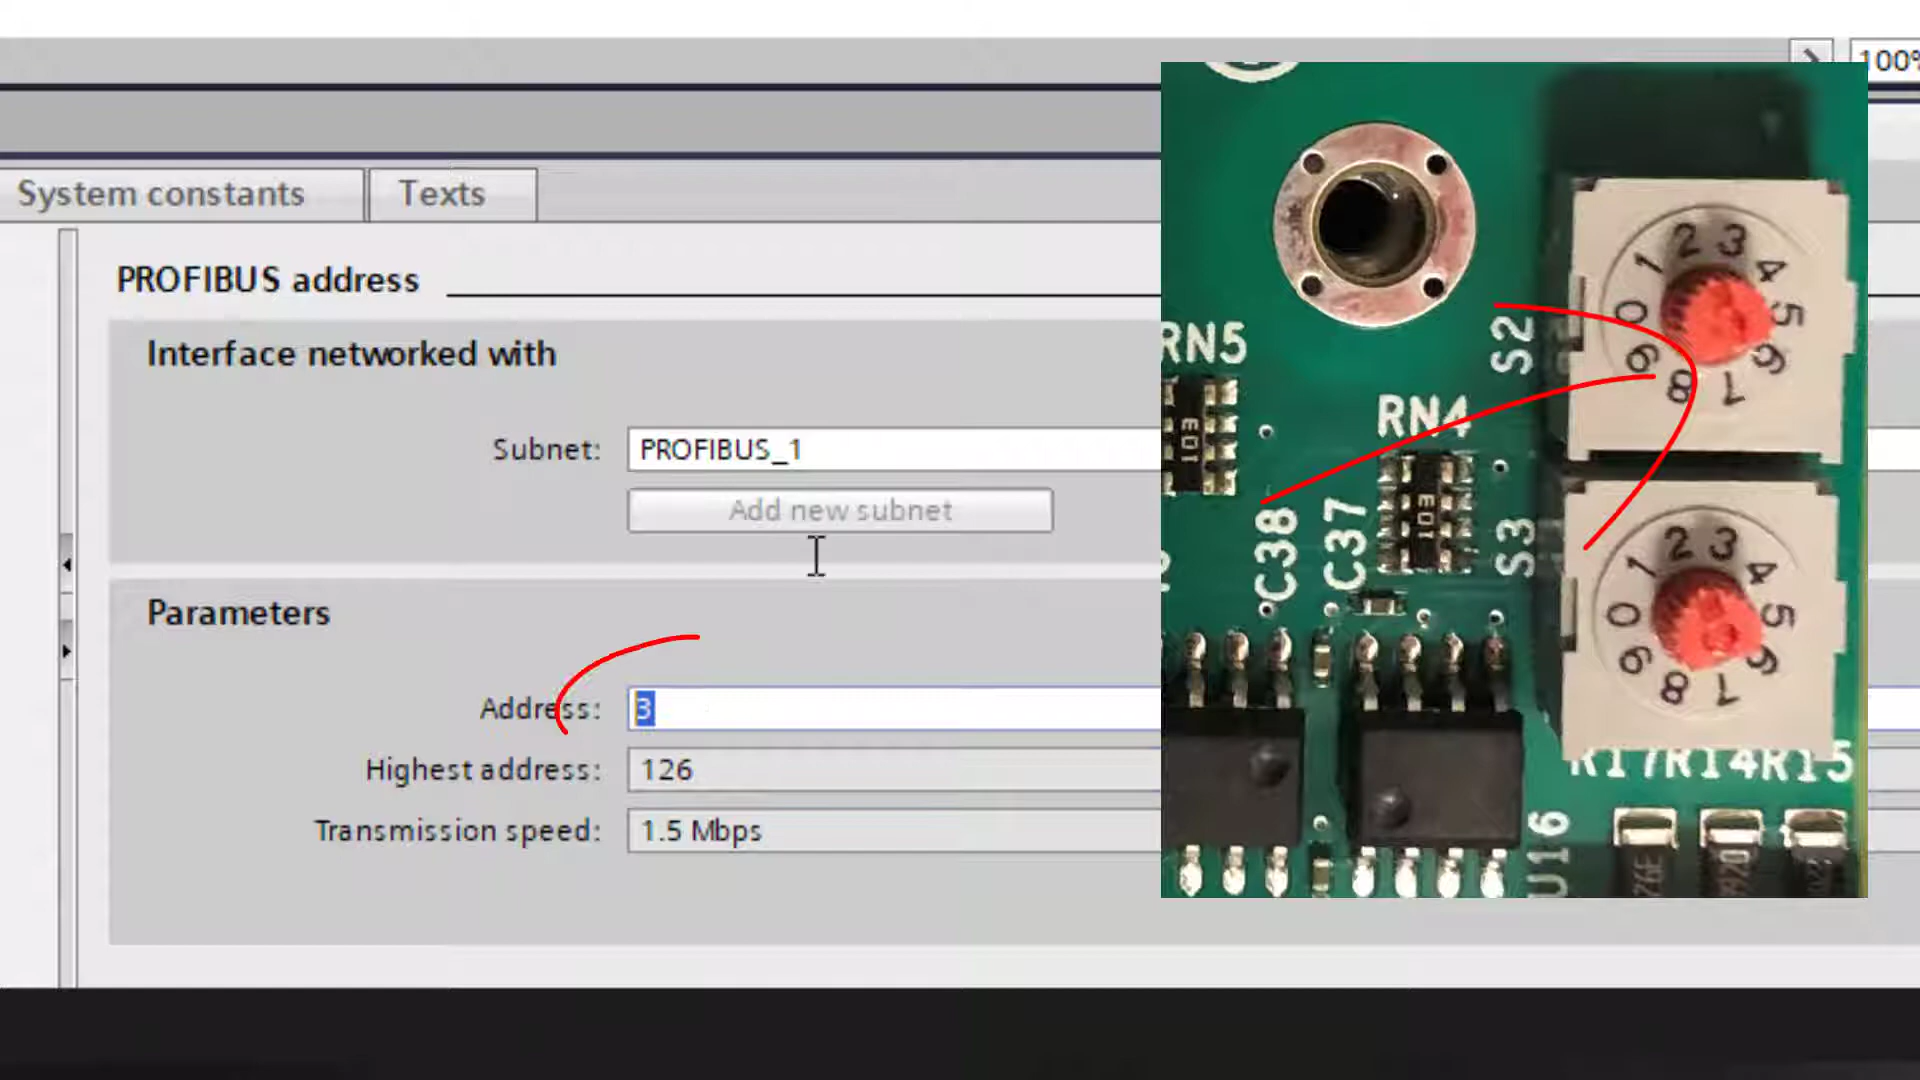 100%
System constants
Texts
PROFIBUS address
Interface networked with
Subnet:
PROFIBUS_1
Add new subnet
Parameters
Address:
3
Highest address:
126
Transmission speed:
1.5 Mbps
RN5
S2
RN4
0 1 2 3 4 5 6 7 8 9
103
103
C38
C37
S3
0 1 2 3 4 5 6 7 8 9
R17R14R15
U16